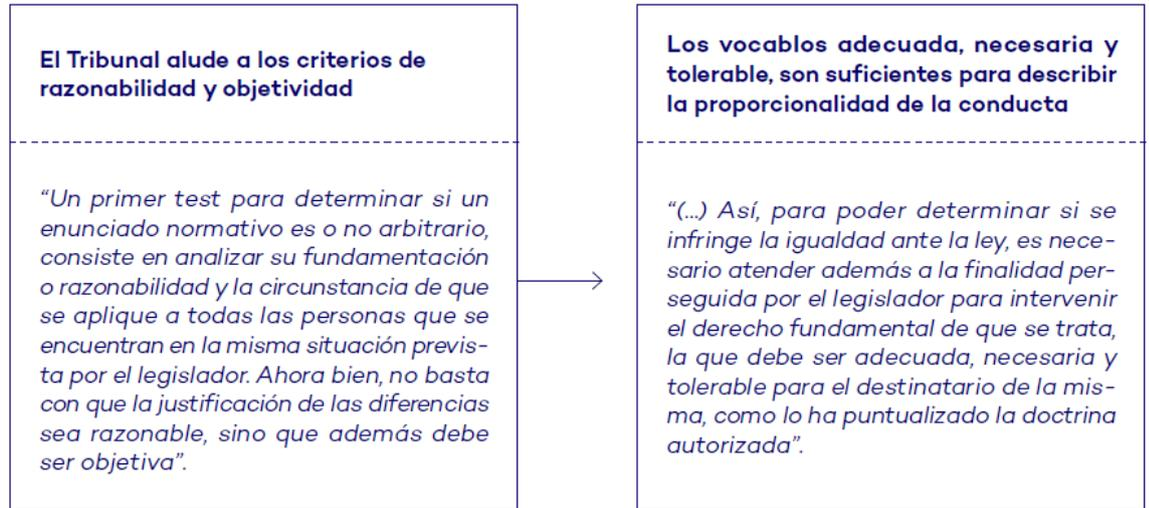 El Tribunal alude a los criterios de
razonabilidad y objetividad
“Un primer test para determinar si un
enunciado normativo es o no arbitrario,
consiste en analizar su fundamentación
o razonabilidad y la circunstancia de que
se aplique a todas las personas que se
encuentran en la misma situación previs-
ta por el legislador. Ahora bien, no basta
con que la justificación de las diferencias
sea razonable, sino que además debe
ser objetiva”.
Los vocablos adecuada, necesaria y
tolerable, son suficientes para describir
la proporcionalidad de la conducta
“(...) Así, para poder determinar si se
infringe la igualdad ante la ley, es nece-
sario atender además a la finalidad per-
seguida por el legislador para intervenir
el derecho fundamental de que se trata,
la que debe ser adecuada, necesaria y
tolerable para el destinatario de la mis-
ma, como lo ha puntualizado la doctrina
autorizada”.